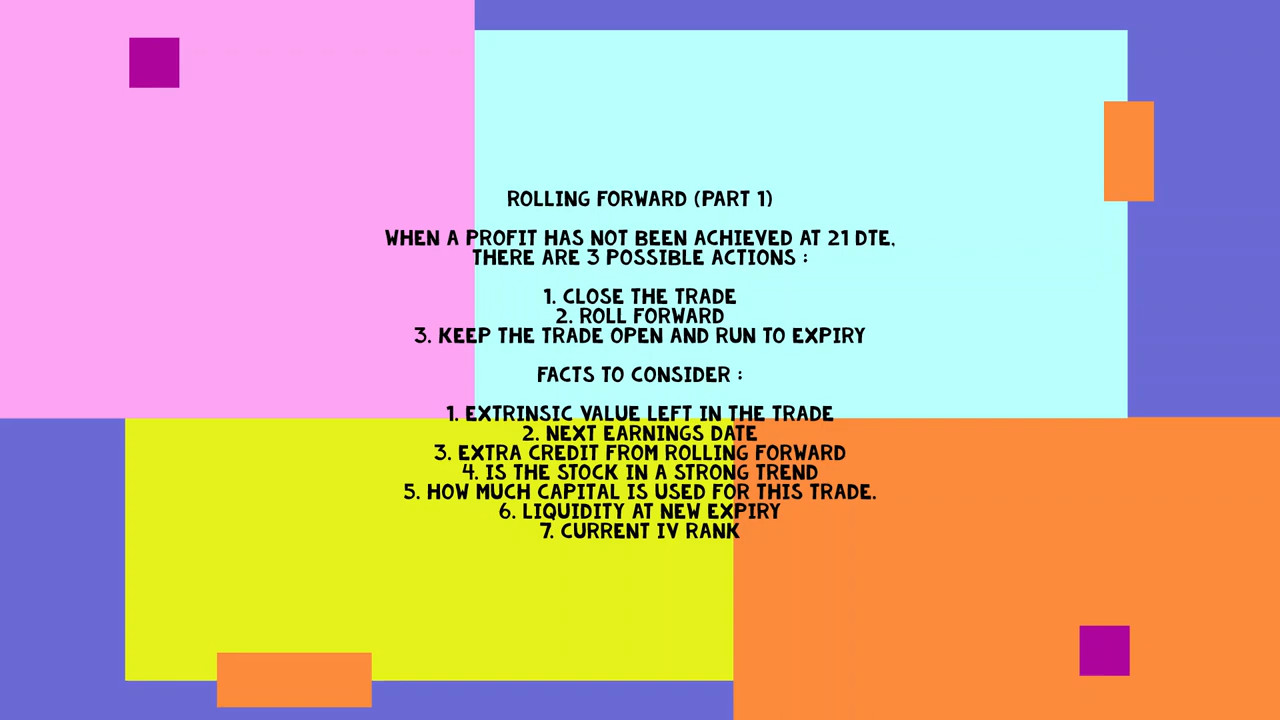 ROLLING FORWARD (PART 1)
WHEN A PROFIT HAS NOT BEEN ACHIEVED AT 21 DTE,
THERE ARE 3 POSSIBLE ACTIONS :
1. CLOSE THE TRADE
2. ROLL FORWARD
3. KEEP THE TRADE OPEN AND RUN TO EXPIRY
FACTS TO CONSIDER :
1. EXTRINSIC VALUE LEFT IN THE TRADE
2. NEXT EARNINGS DATE
3. EXTRA CREDIT FROM ROLLING FORWARD
4. IS THE STOCK IN A STRONG TREND
5. HOW MUCH CAPITAL IS USED FOR THIS TRADE.
6. LIQUIDITY AT NEW EXPIRY
7. CURRENT IV RANK